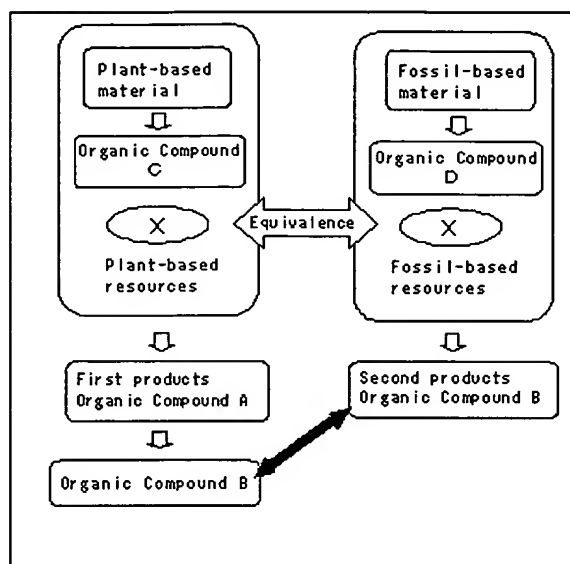 Plant-based
material
Organic Compound
C
X
Plant-based
resources
First products
Organic Compound A
Organic Compound B
Equivalence
Fossil-based
material
Organic Compound
D
X
Fossil-based
resources
Second products
Organic Compound B